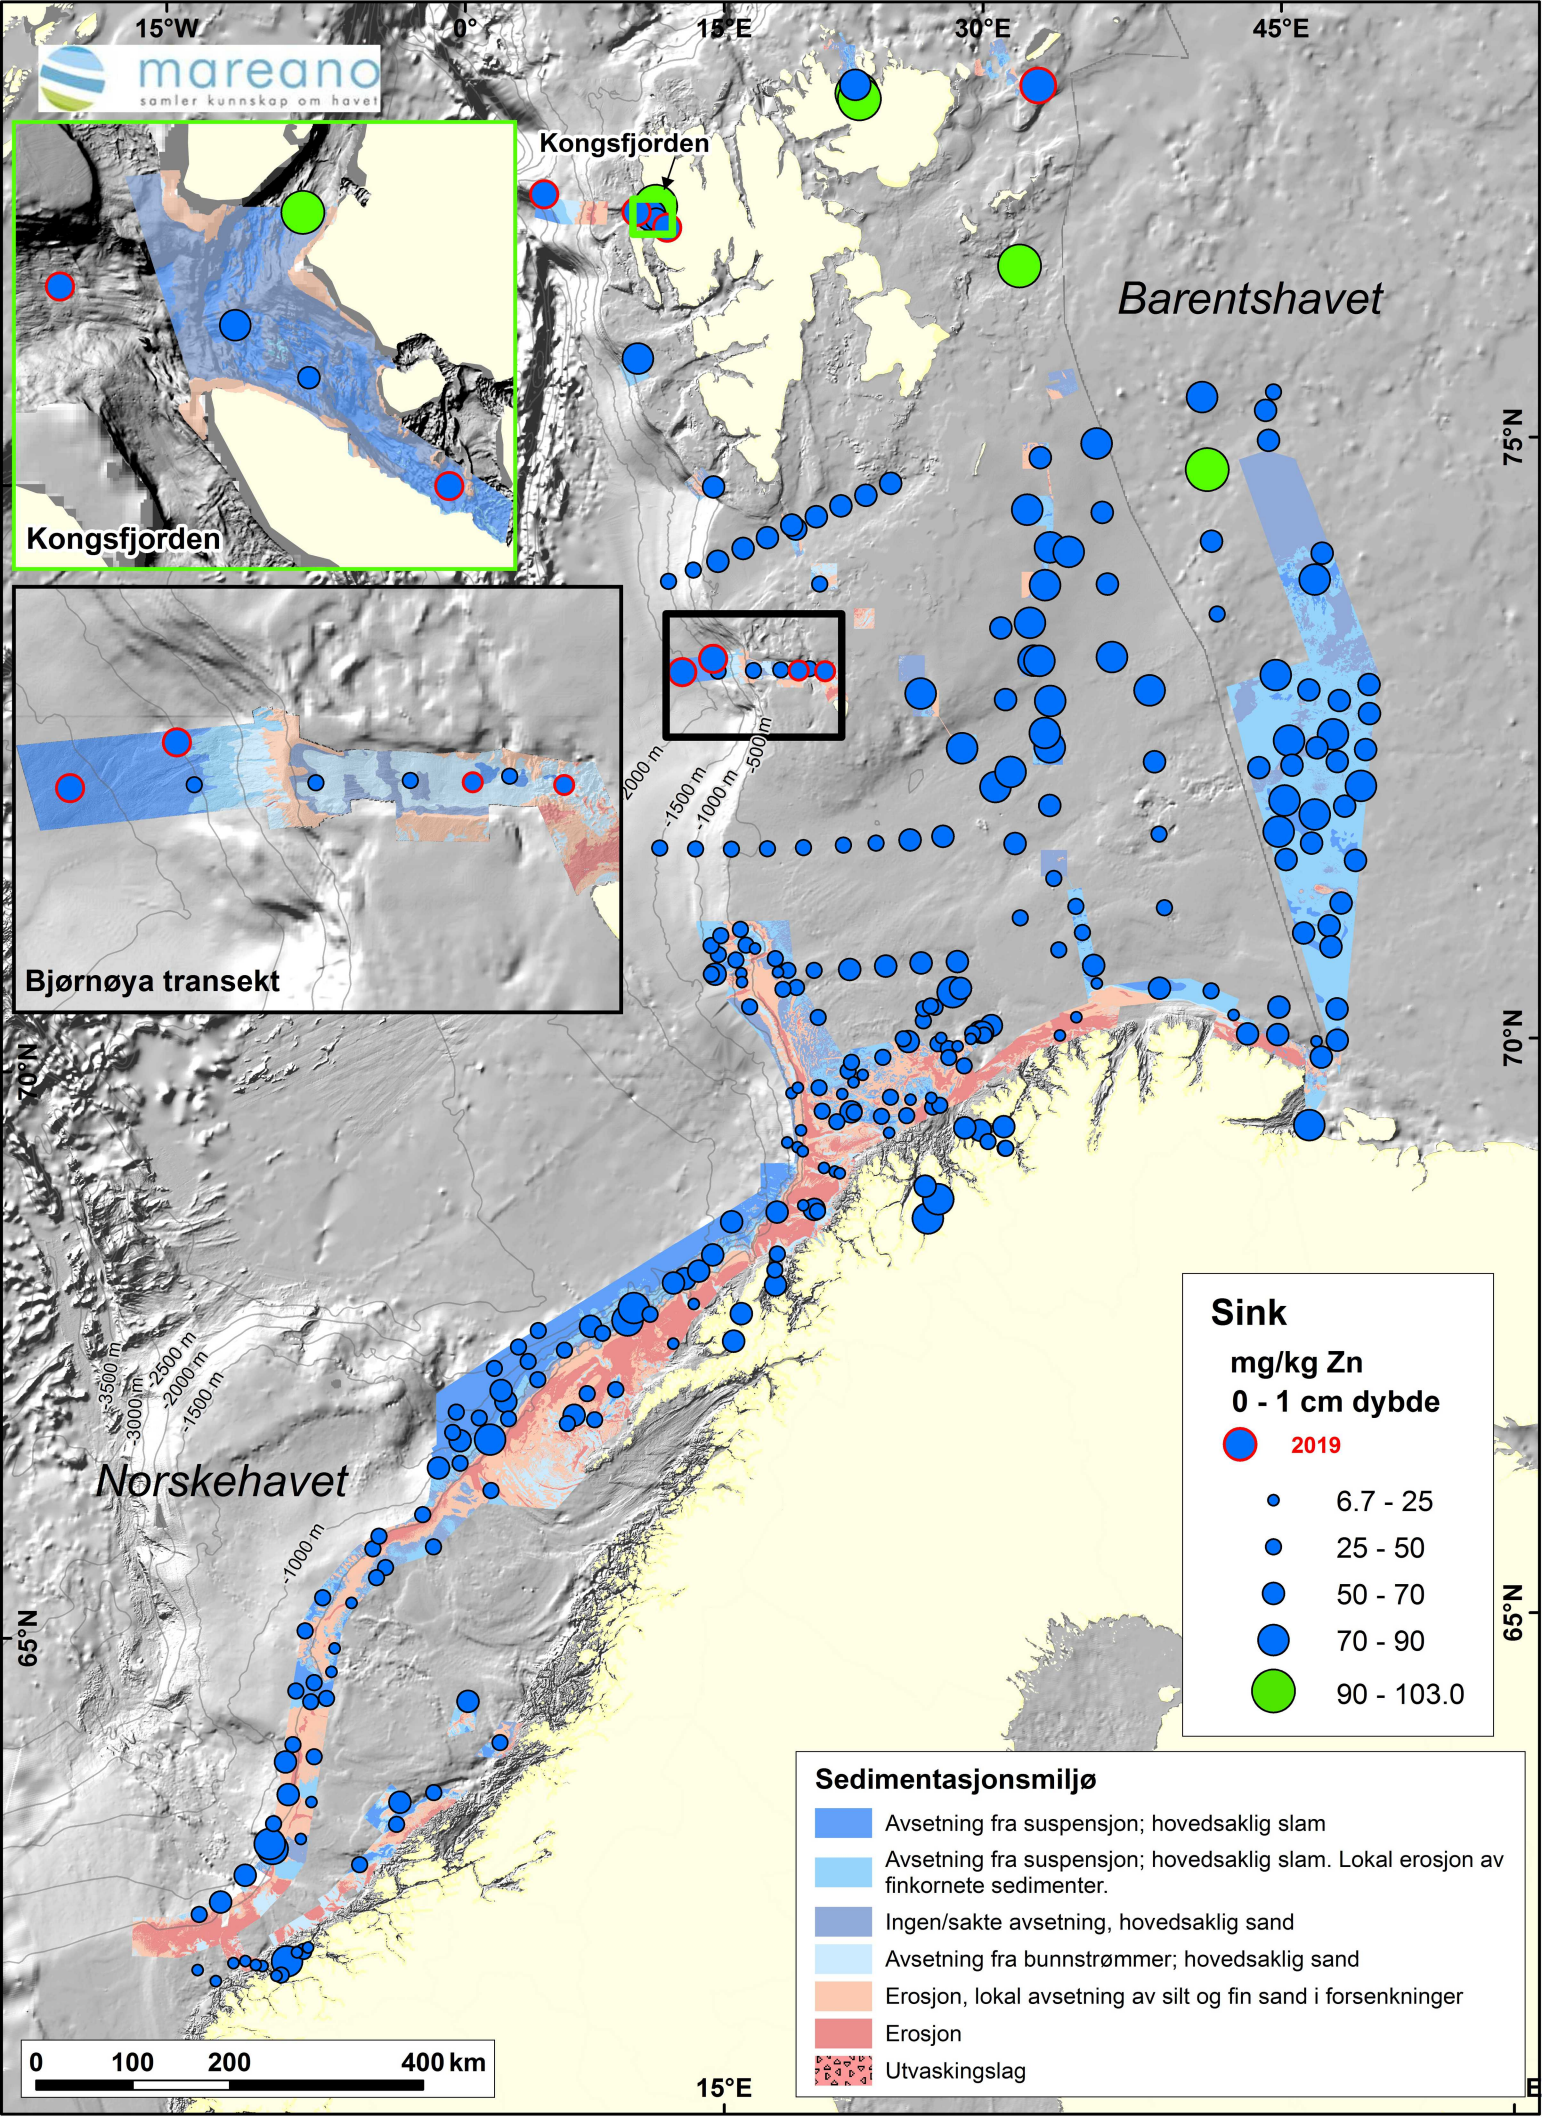 15°W
0°
15°E
30°E
45°E
mareano
samler kunnskap om havet
Kongsfjorden
Barentshavet
75°N
Kongsfjorden
-500 m
2000 m
-1500 m
-1000 m
Bjørnøya transekt
70°N
70°N
-3500 m
-3000 m
-2500 m
-2000 m
-1500 m
Norskehavet
-1000 m
Sink
mg/kg Zn
0 - 1 cm dybde
2019
6.7 - 25
25 - 50
50 - 70
70 - 90
90 - 103.0
65°N
65°N
Sedimentasjonsmiljø
Avsetning fra suspensjon; hovedsaklig slam
Avsetning fra suspensjon; hovedsaklig slam. Lokal erosjon av
finkornete sedimenter.
Ingen/sakte avsetning, hovedsaklig sand
Avsetning fra bunnstrømmer; hovedsaklig sand
Erosjon, lokal avsetning av silt og fin sand i forsenkninger
Erosjon
Utvaskingslag
0 100 200 400 km
15°E
E